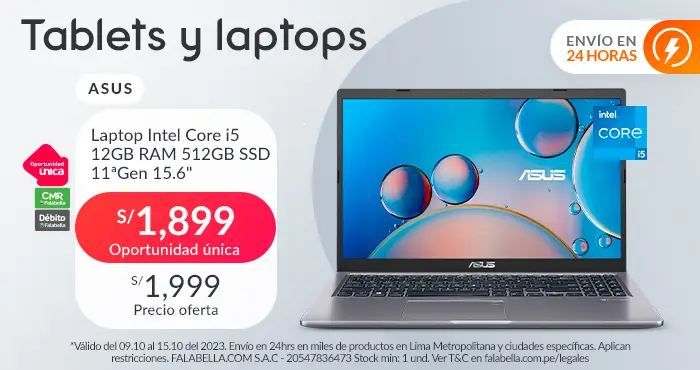 Tablets y laptops
ENVÍO EN
24 HORAS
ASUS
Laptop Intel Core i5
12GB RAM 512GB SSD
11ªGen 15.6"
Oportunidad
única
CMR
Falabella
Débito
Falabella
S/1,899
Oportunidad única
S/1,999
Precio oferta
intel
CORE
i5
ASUS
ASUS
*Válido del 09.10 al 15.10 del 2023. Envío en 24hrs en miles de productos en Lima Metropolitana y ciudades específicas. Aplican
restricciones. FALABELLA.COM S.A.C - 20547836473 Stock min: 1 und. Ver T&C en falabella.com.pe/legales